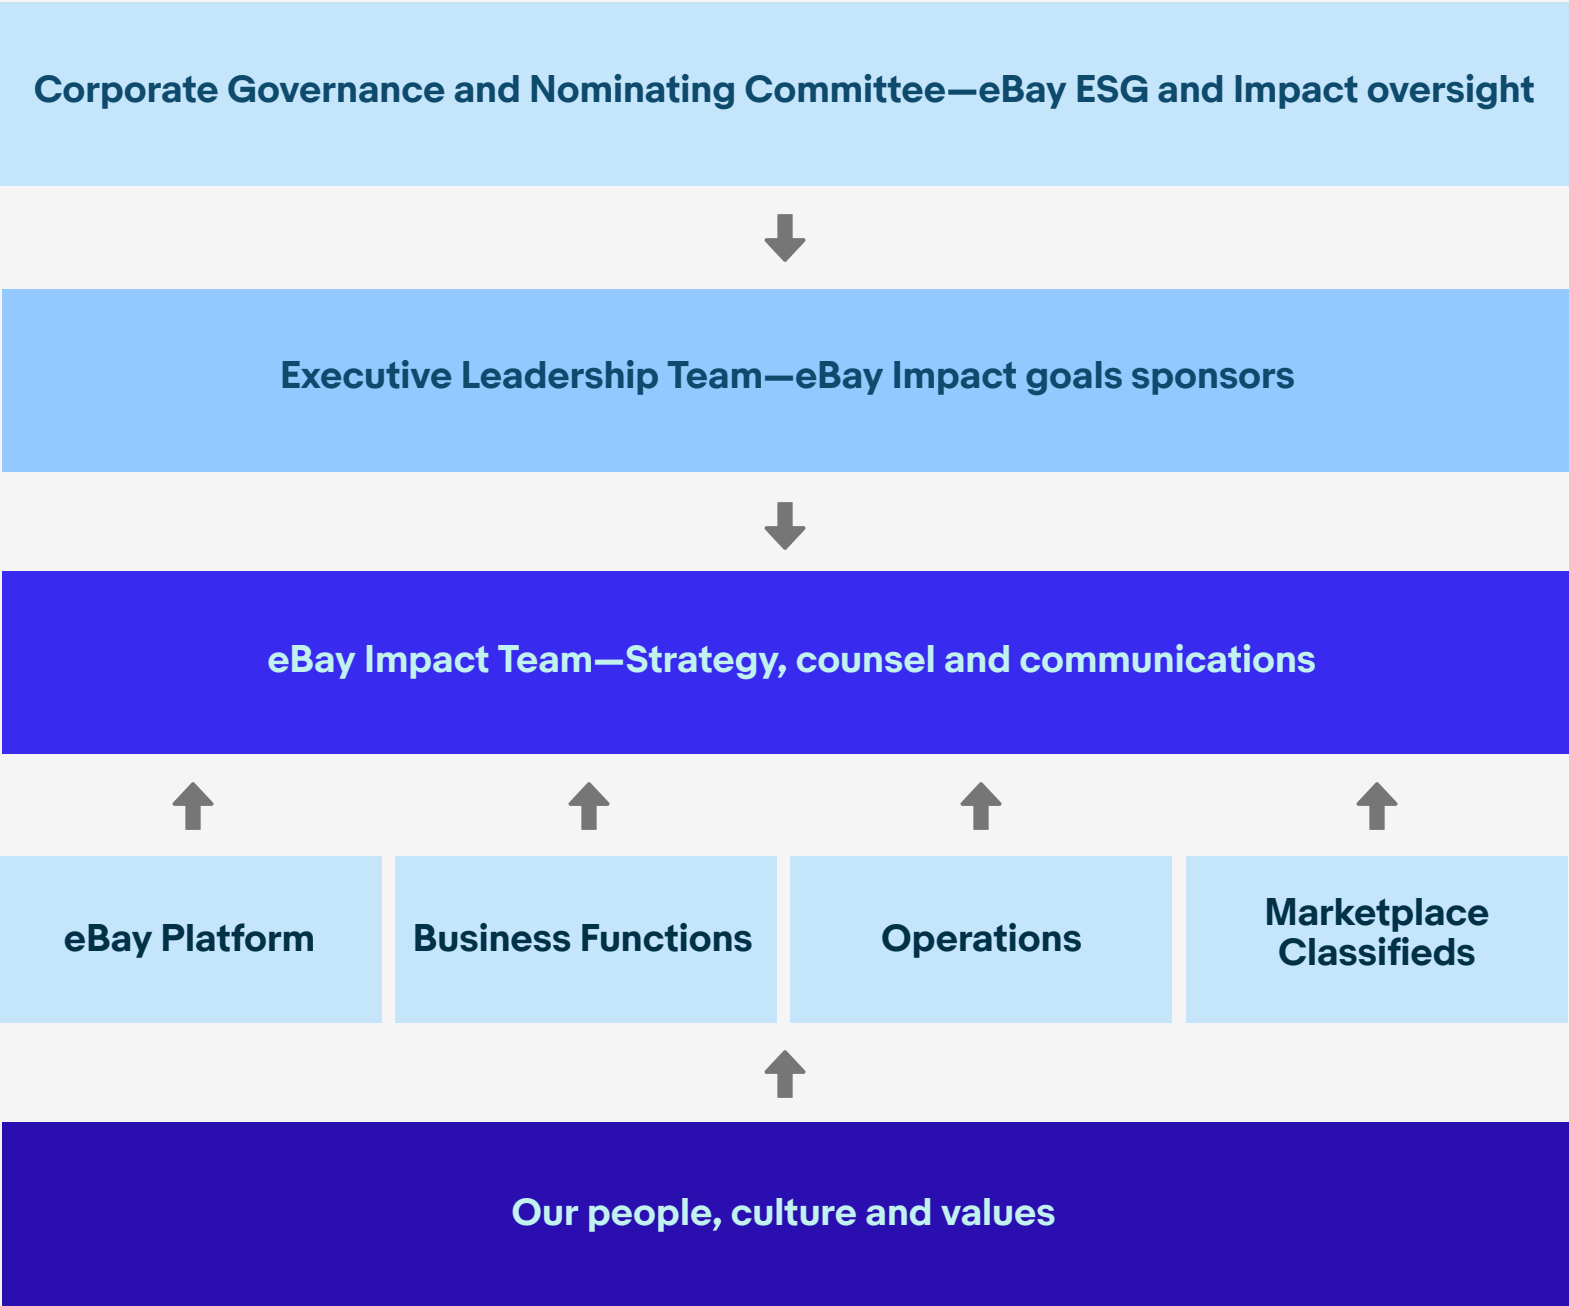 Corporate Governance and Nominating Committee—eBay ESG and Impact oversight
Executive Leadership Team—eBay Impact goals sponsors
eBay Impact Team—Strategy, counsel and communications
eBay Platform
Business Functions
Operations
Marketplace
Classifieds
Our people, culture and values